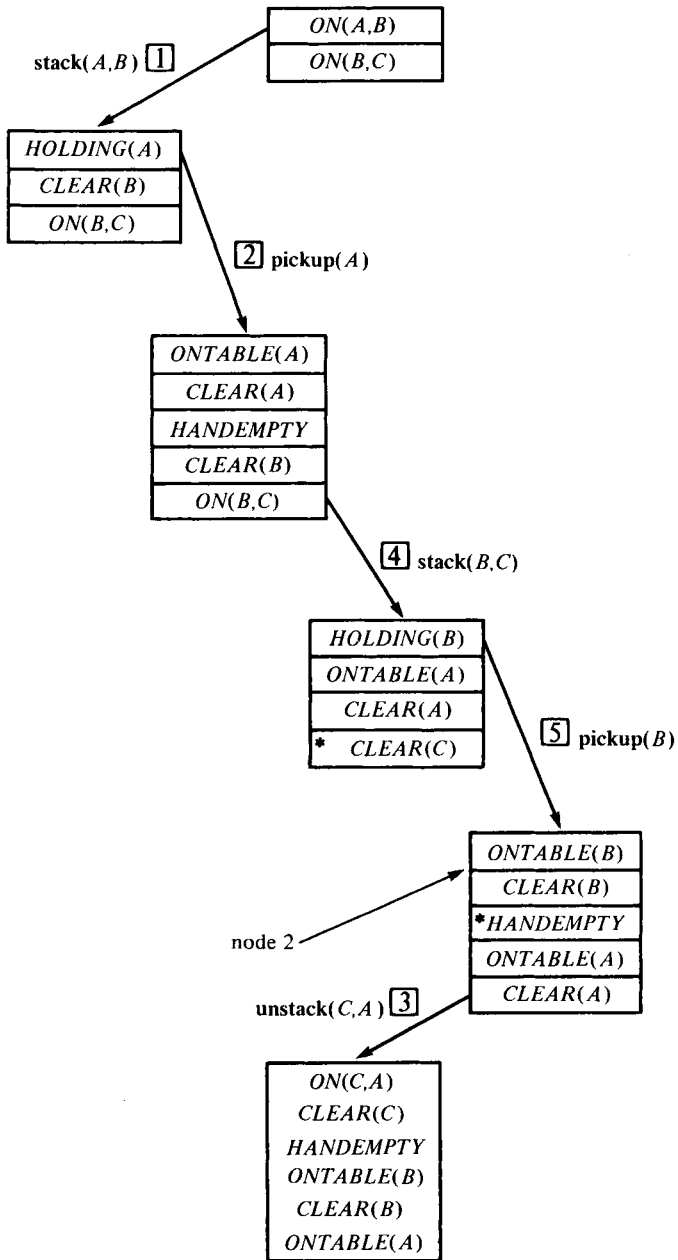 ON(A,B)
ON(B,C)
stack(A,B) 1
HOLDING(A)
CLEAR(B)
ON(B,C)
2 pickup(A)
ONTABLE(A)
CLEAR(A)
HANDEMPTY
CLEAR(B)
ON(B,C)
4 stack(B,C)
HOLDING(B)
ONTABLE(A)
CLEAR(A)
* CLEAR(C)
5 pickup(B)
ONTABLE(B)
CLEAR(B)
*HANDEMPTY
ONTABLE(A)
CLEAR(A)
node 2
unstack(C,A) 3
ON(C,A)
CLEAR(C)
HANDEMPTY
ONTABLE(B)
CLEAR(B)
ONTABLE(A)